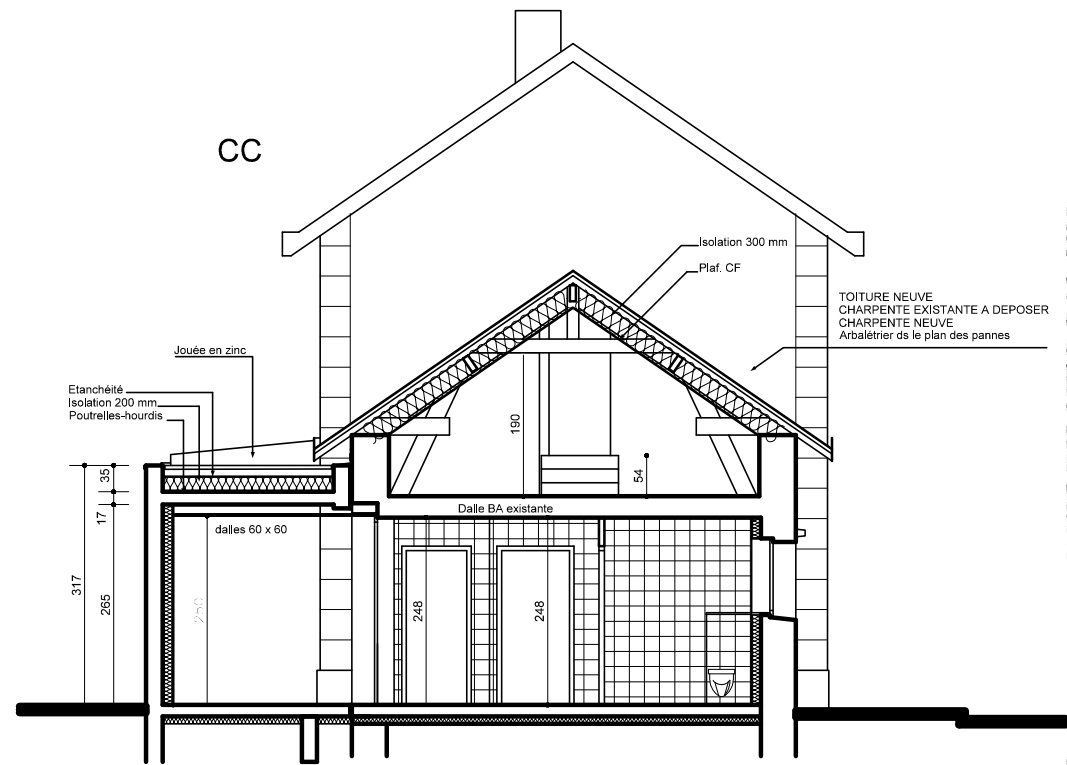 CC
Isolation 300 mm
Plaf. CF
TOITURE NEUVE
CHARPENTE EXISTANTE A DEPOSER
CHARPENTE NEUVE
Arbalétrier ds le plan des pannes
Jouée en zinc
Etanchéité
Isolation 200 mm
Poutrelles-hourdis
190
54
35
17
Dalle BA existante
dalles 60 x 60
317
265
250
248
248